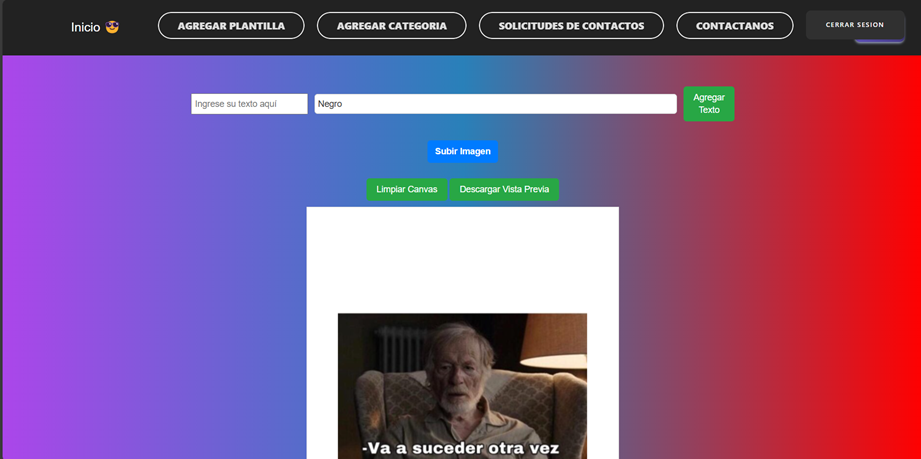 Inicio 😎
AGREGAR PLANTILLA
AGREGAR CATEGORIA
SOLICITUDES DE CONTACTOS
CONTACTANOS
CERRAR SESION
Ingrese su texto aquí
Negro
Agregar
Texto
Subir Imagen
Limpiar Canvas
Descargar Vista Previa
-Va a suceder otra vez